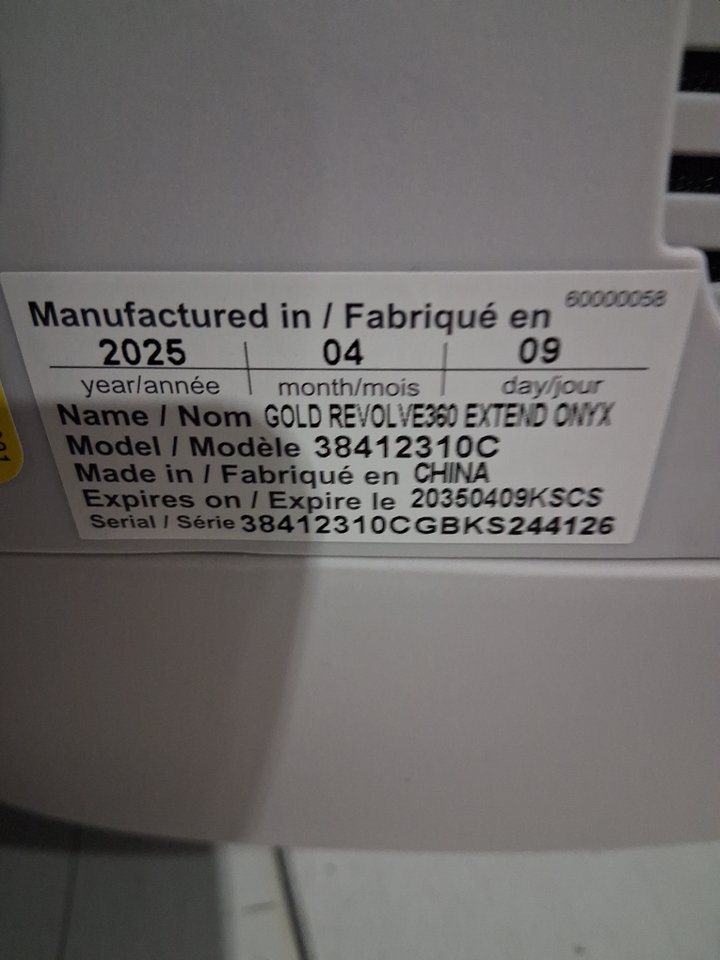 Manufactured in / Fabriqué en 60000058
2025 04 09
year/année month/mois day/jour
Name / Nom GOLD REVOLVE360 EXTEND ONYX
Model / Modèle 38412310C
Made in / Fabriqué en CHINA
Expires on / Expire le 20350409KSCS
Serial / Série 38412310CGBKS244126